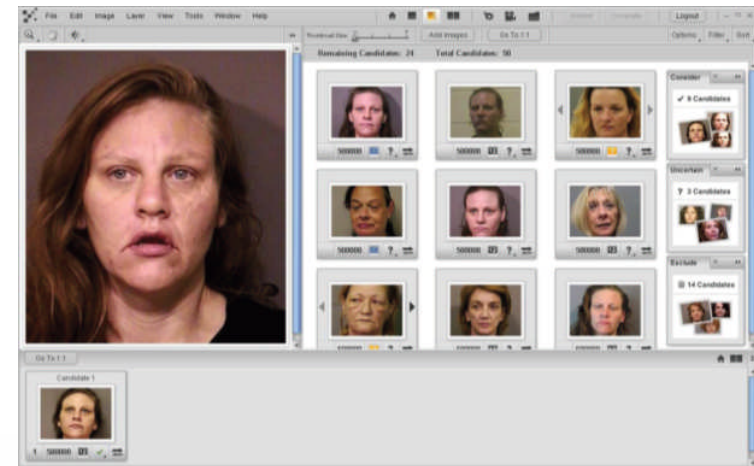 File Edit Image Layer View Tools Window Help
Logout
Thumbnail Size
Add Images
Go To 1:1
Options
Filter
Sort
Remaining Candidates: 24 Total Candidates: 50
Consider
✓ 9 Candidates
500000 ?
500000 ?
500000 ?
Uncertain
? 3 Candidates
500000 ?
500000 ?
500000 ?
Exclude
14 Candidates
Go To 1:1
Candidate 1
1 500000 ✓